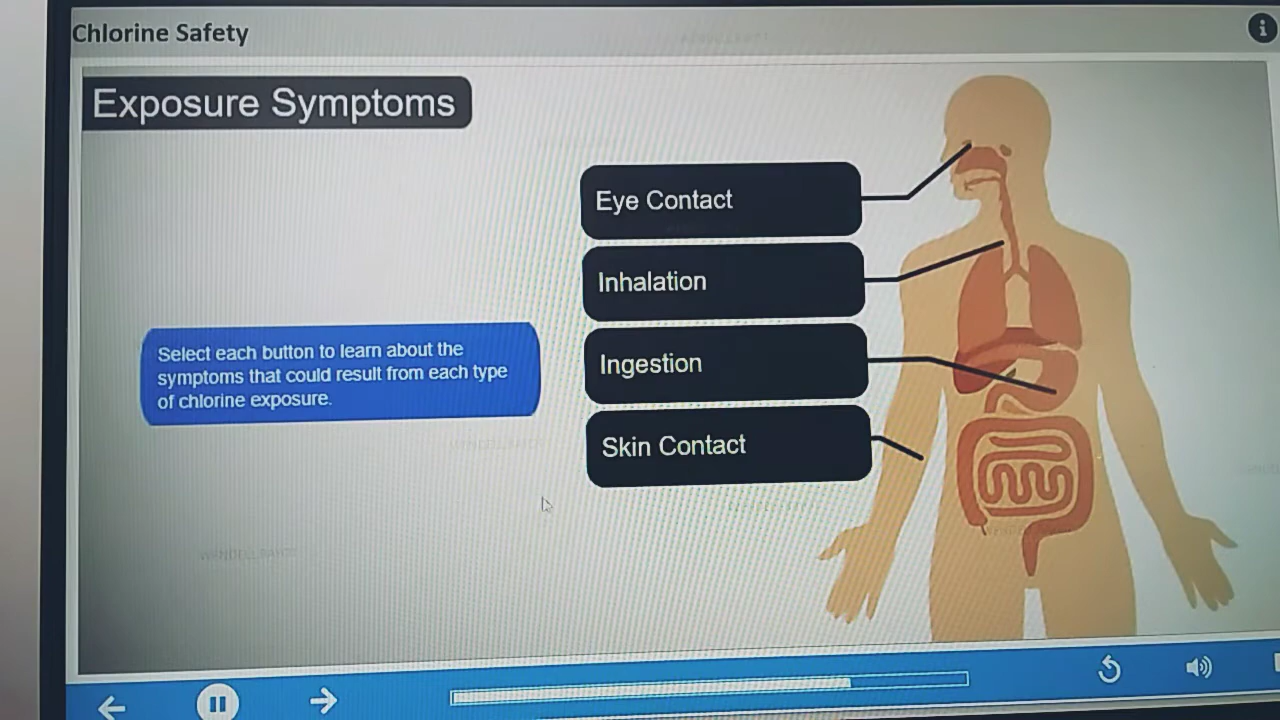 Chlorine Safety
Exposure Symptoms
Eye Contact
Inhalation
Ingestion
Skin Contact
Select each button to learn about the
symptoms that could result from each type
of chlorine exposure.